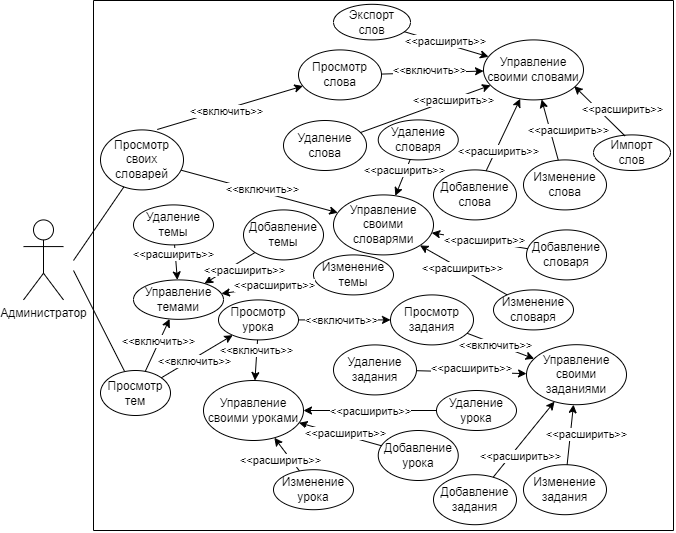 Экспорт
слов
<<расширить>>
Просмотр
слова
<<включить>>
Управление
своими словами
<<включить>>
<<расширить>>
<<расширить>>
Удаление
слова
Удаление
словаря
<<расширить>>
Импорт
слов
Просмотр
своих
словарей
<<расширить>>
<<расширить>>
Добавление
слова
Изменение
слова
<<включить>>
Удаление
темы
Добавление
темы
Управление
своими
словарями
<<расширить>>
Добавление
словаря
<<расширить>>
<<расширить>>
Изменение
темы
<<расширить>>
<<расширить>>
Управление
темами
Изменение
словаря
Администратор
Просмотр
урока
<<включить>>
Просмотр
задания
<<включить>>
<<включить>>
<<включить>>
<<включить>>
Удаление
задания
<<расширить>>
Управление
своими
заданиями
Просмотр
тем
Управление
своими уроками
<<расширить>>
Удаление
урока
<<расширить>>
Добавление
урока
<<расширить>>
<<расширить>>
<<расширить>>
Изменение
урока
Добавление
задания
Изменение
задания